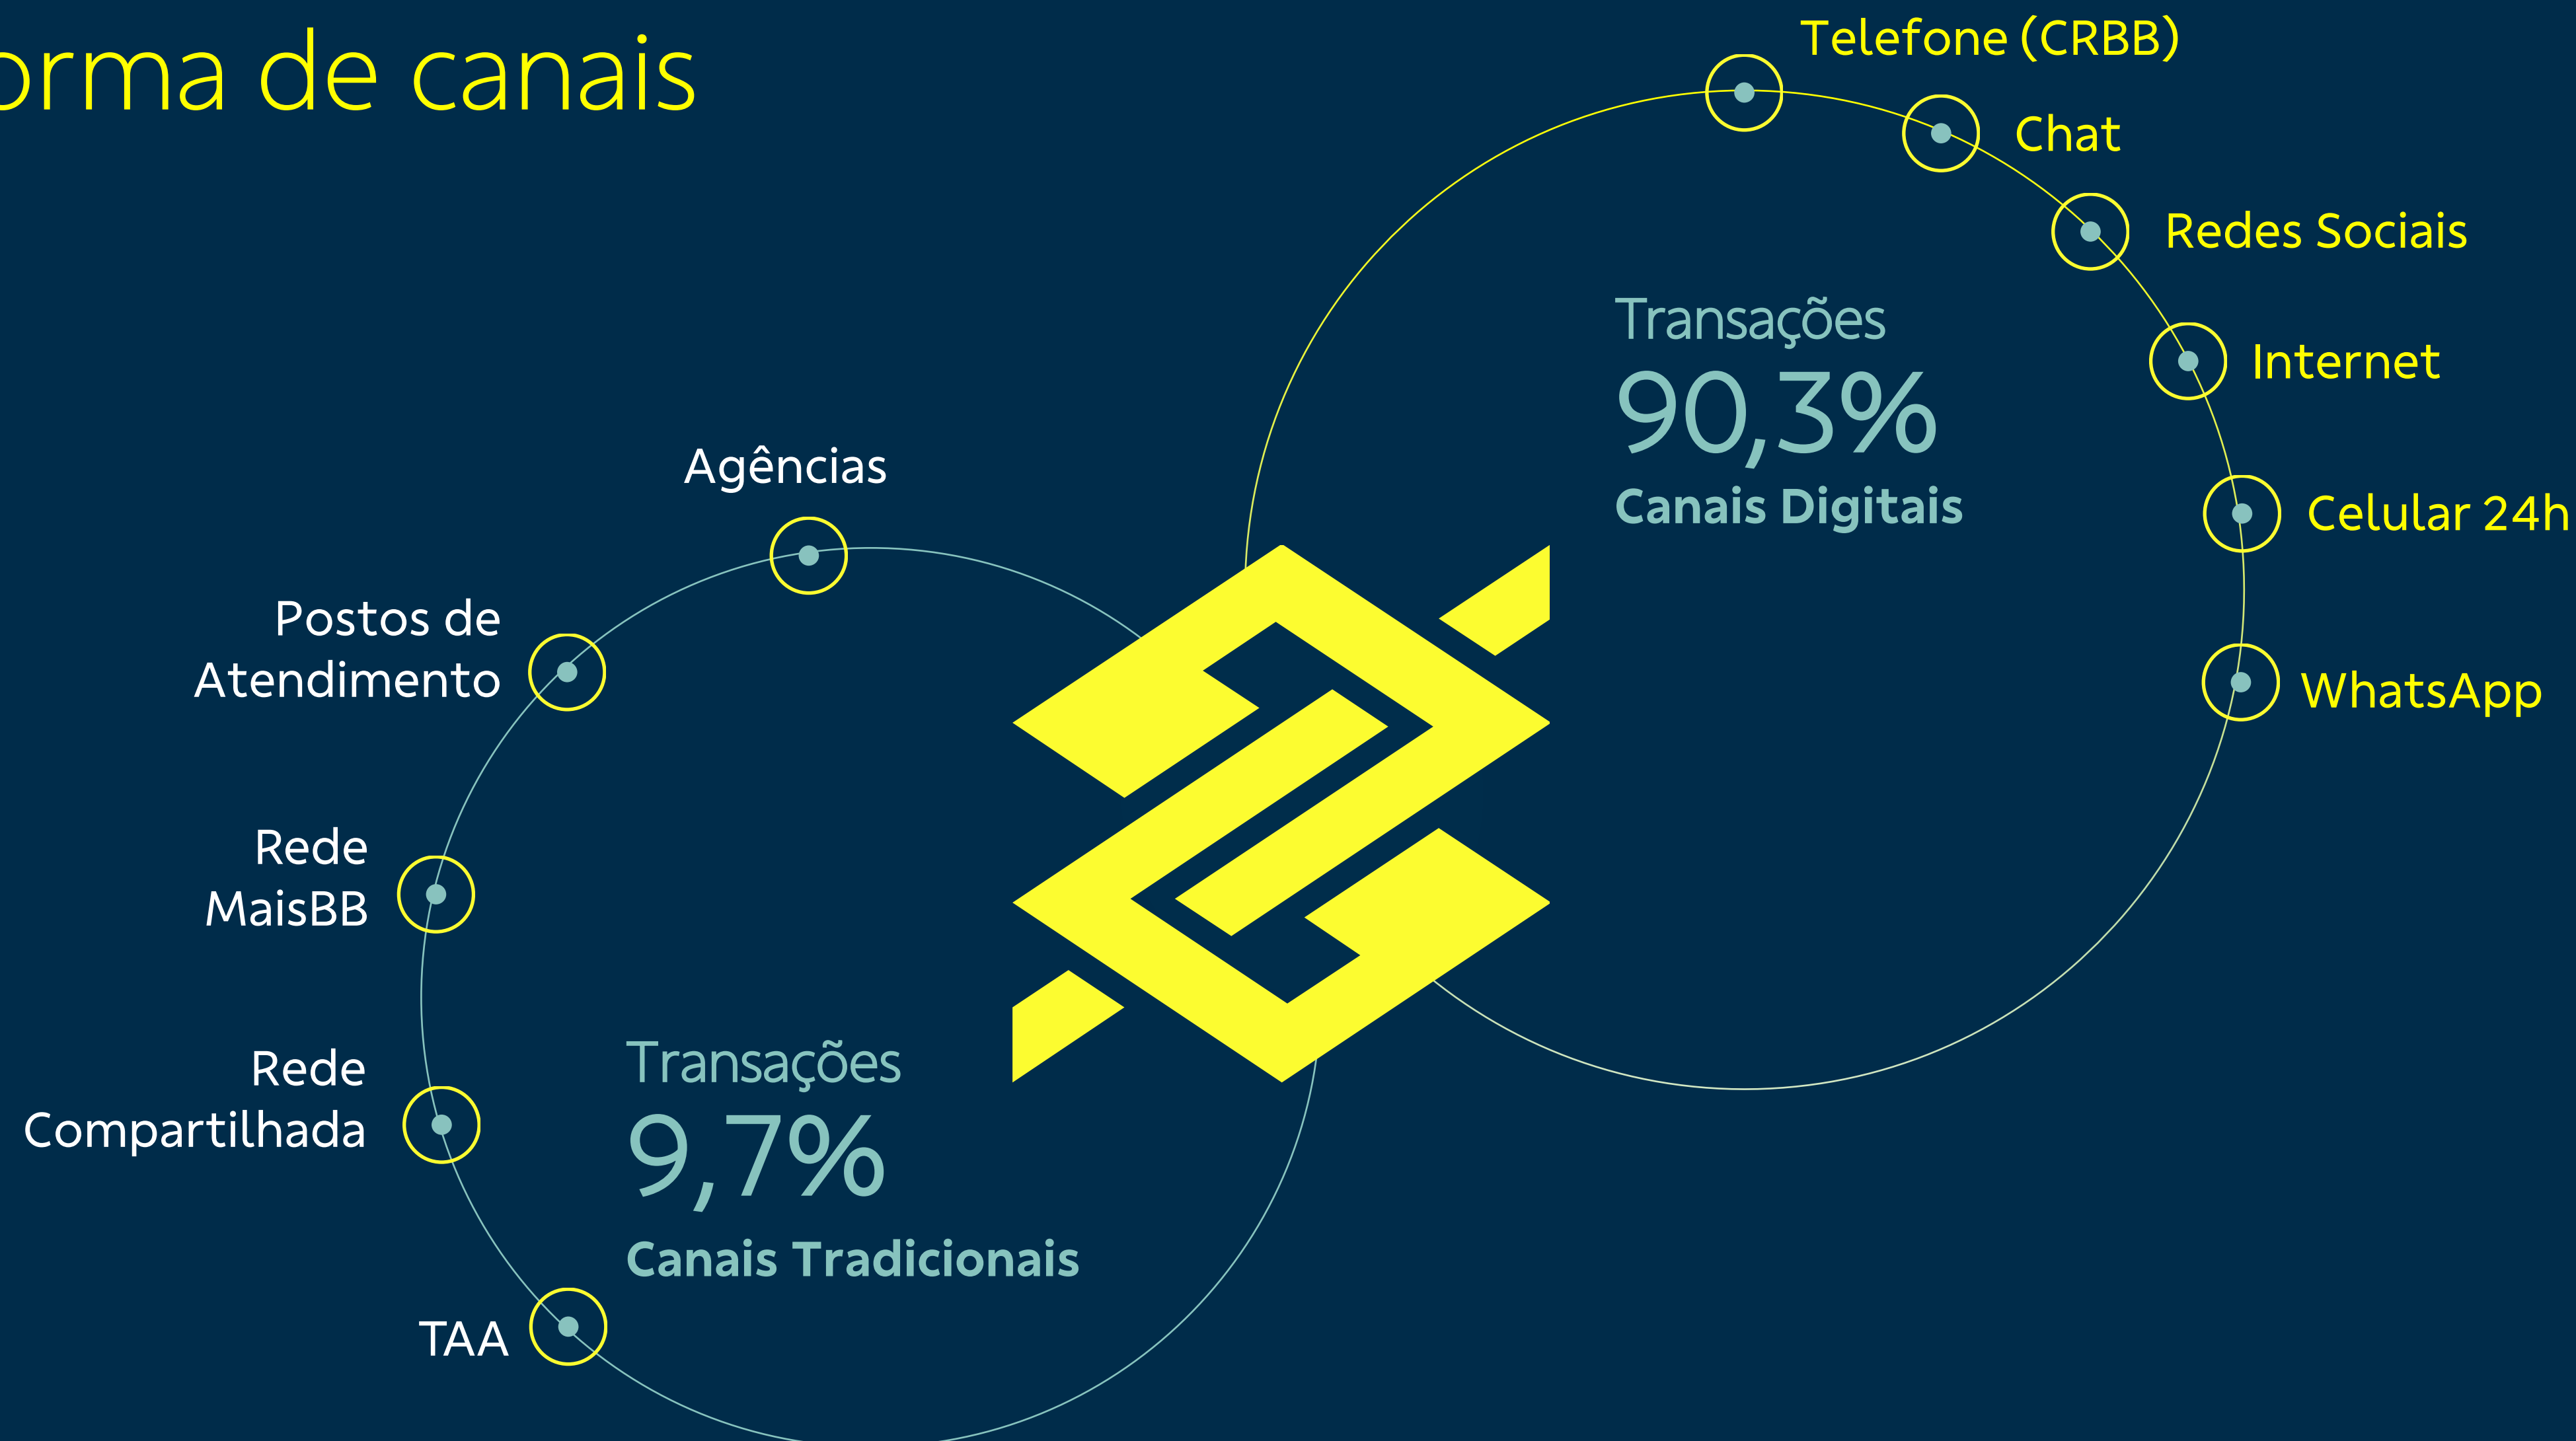 orma de canais
Telefone (CRBB)
Chat
Redes Sociais
Internet
Celular 24h
WhatsApp
Transações
90,3%
Canais Digitais
Agências
Postos de
Atendimento
Rede
MaisBB
Rede
Compartilhada
TAA
Transações
9,7%
Canais Tradicionais